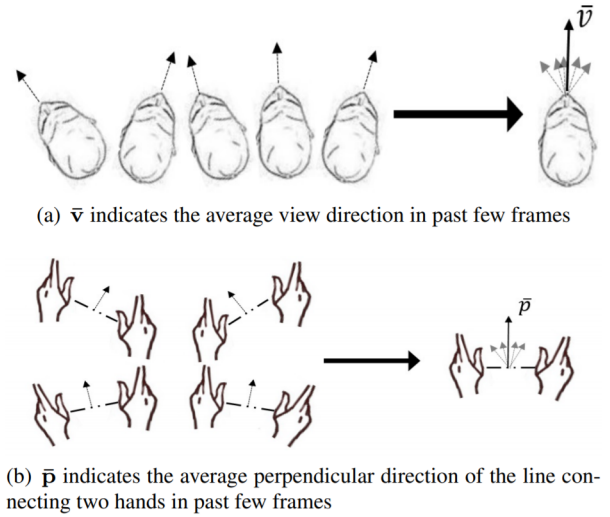 v̄
(a) v̄ indicates the average view direction in past few frames
p̄
(b) p̄ indicates the average perpendicular direction of the line con-
necting two hands in past few frames